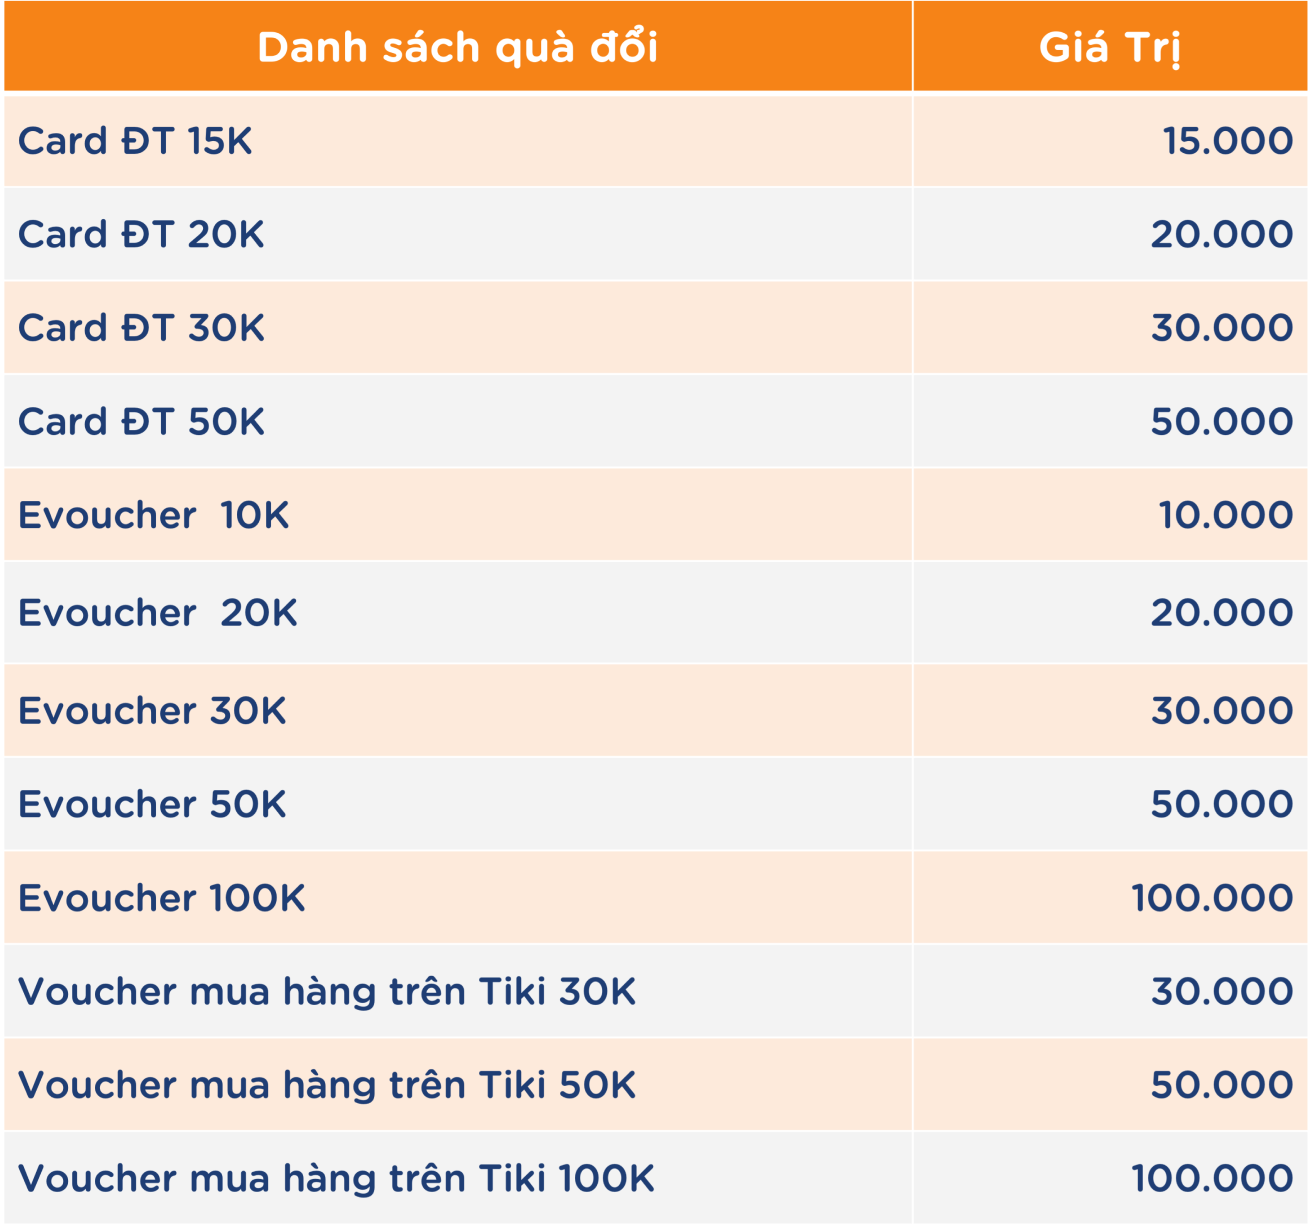 Danh sách quà đổi Giá Trị
Card ĐT 15K 15.000
Card ĐT 20K 20.000
Card ĐT 30K 30.000
Card ĐT 50K 50.000
Evoucher  10K 10.000
Evoucher  20K 20.000
Evoucher 30K 30.000
Evoucher 50K 50.000
Evoucher 100K 100.000
Voucher mua hàng trên Tiki 30K 30.000
Voucher mua hàng trên Tiki 50K 50.000
Voucher mua hàng trên Tiki 100K 100.000